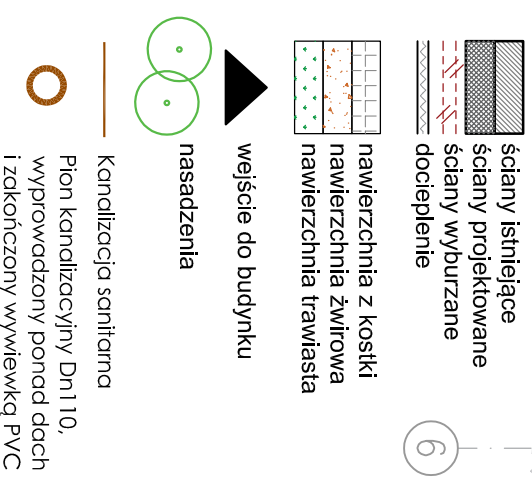 ściany istniejące
ściany projektowane
ściany wyburzane
docieplenie
nawierzchnia z kostki
nawierzchnia żwirowa
nawierzchnia trawiasta
wejście do budynku
nasadzenia
Kanalizacja sanitarna
Pion kanalizacyjny Dn110,
wyprowadzony ponad dach
i zakończony wywiewką PVC
6